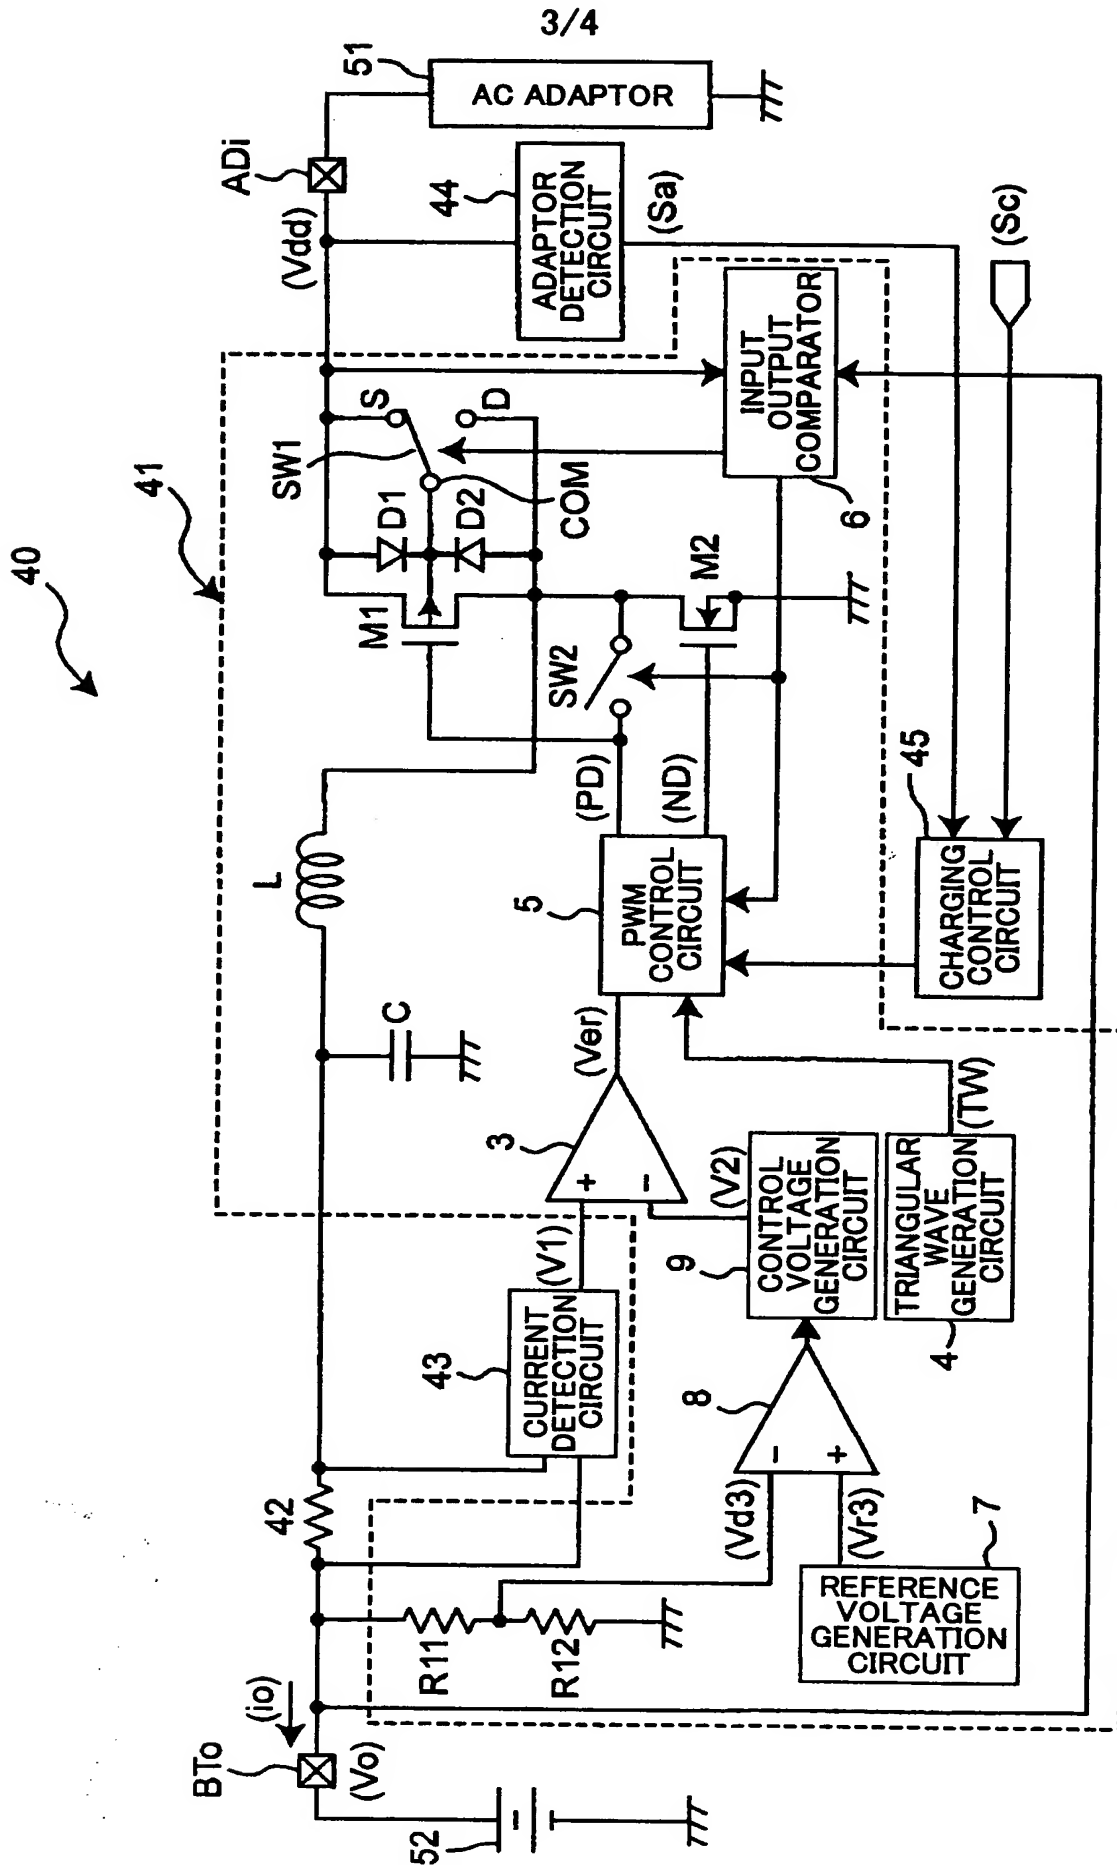 3/4
40
41
51
AC ADAPTOR
ADi
(Vdd)
44
ADAPTOR
DETECTION
CIRCUIT
(Sa)
(Sc)
SW1
S
D
COM
D1
D2
M1
M2
SW2
INPUT
OUTPUT
COMPARATOR
6
(PD)
(ND)
L
5
PWM
CONTROL
CIRCUIT
45
CHARGING
CONTROL
CIRCUIT
C
(Ver)
3
+
-
(V1)
(V2)
(TW)
43
CURRENT
DETECTION
CIRCUIT
9
CONTROL
VOLTAGE
GENERATION
CIRCUIT
TRIANGULAR
WAVE
GENERATION
CIRCUIT
4
42
8
-
+
(Vd3)
(Vr3)
7
REFERENCE
VOLTAGE
GENERATION
CIRCUIT
R11
R12
(io)
BTo
(Vo)
52